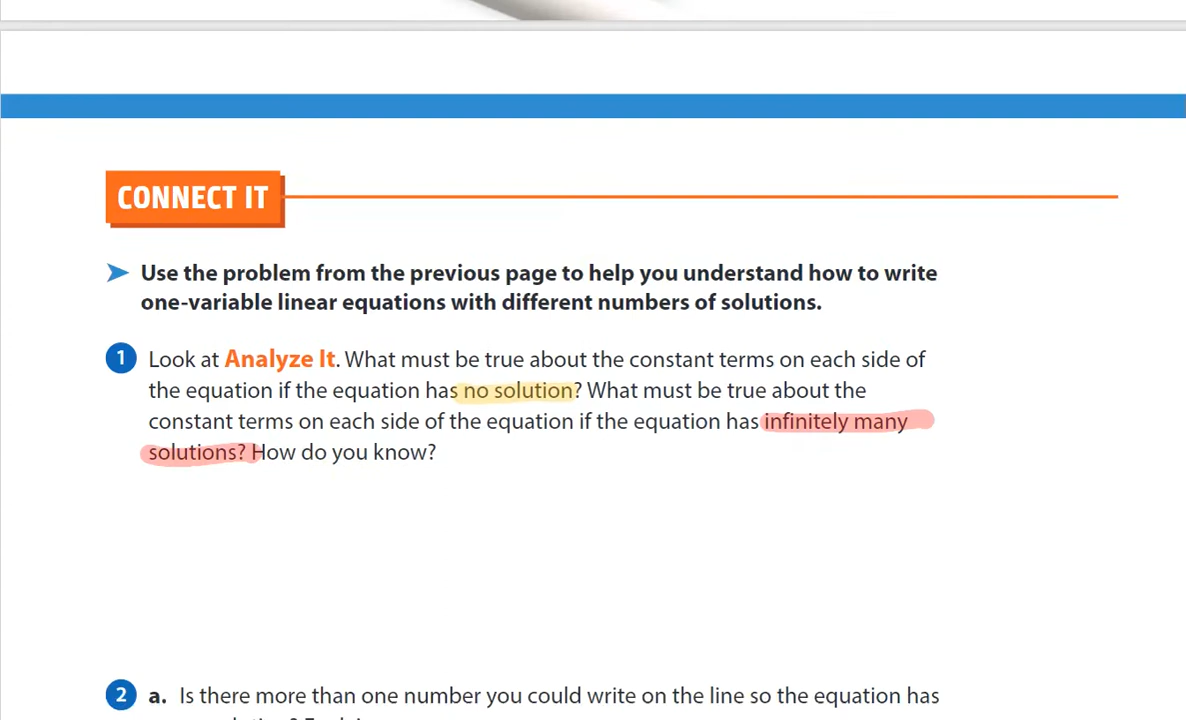 CONNECT IT
Use the problem from the previous page to help you understand how to write
one-variable linear equations with different numbers of solutions.
1 Look at Analyze It. What must be true about the constant terms on each side of
the equation if the equation has no solution? What must be true about the
constant terms on each side of the equation if the equation has infinitely many
solutions? How do you know?
2 a. Is there more than one number you could write on the line so the equation has